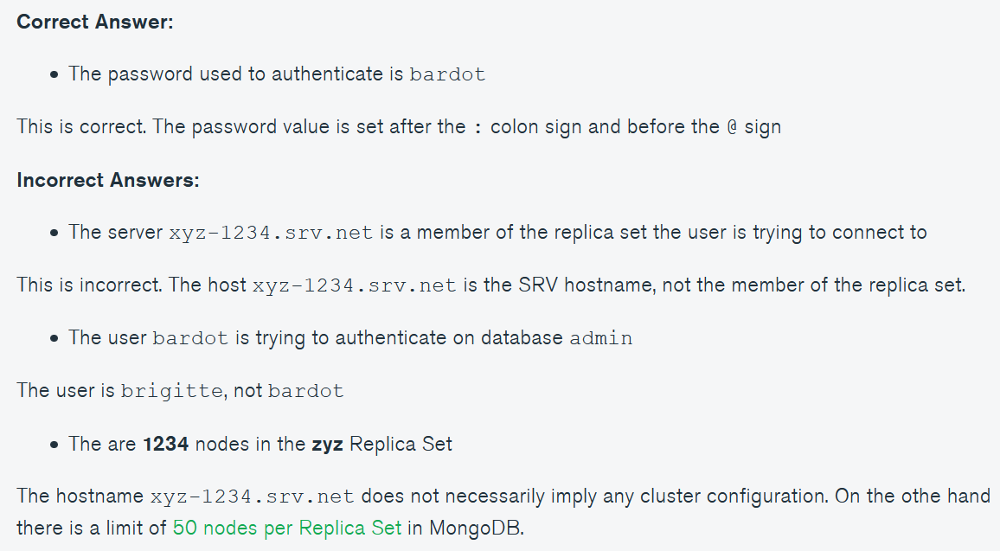 Correct Answer:
• The password used to authenticate is bardot
This is correct. The password value is set after the : colon sign and before the @ sign
Incorrect Answers:
• The server xyz-1234.srv.net is a member of the replica set the user is trying to connect to
This is incorrect. The host xyz-1234.srv.net is the SRV hostname, not the member of the replica set.
• The user bardot is trying to authenticate on database admin
The user is brigitte, not bardot
• The are 1234 nodes in the zyz Replica Set
The hostname xyz-1234.srv.net does not necessarily imply any cluster configuration. On the othe hand
there is a limit of 50 nodes per Replica Set in MongoDB.